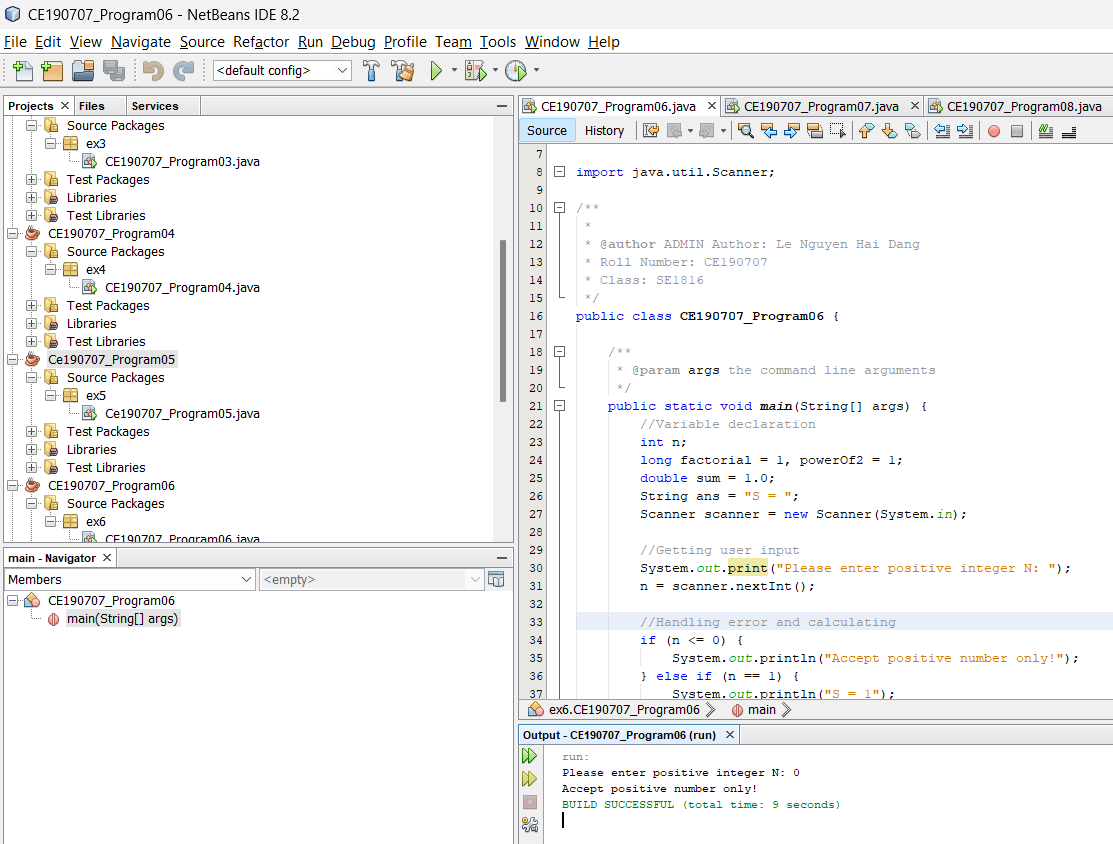 CE190707_Program06 - NetBeans IDE 8.2
File Edit View Navigate Source Refactor Run Debug Profile Team Tools Window Help
<default config>
Projects Files Services
Source Packages
ex3
CE190707_Program03.java
Test Packages
Libraries
Test Libraries
CE190707_Program04
Source Packages
ex4
CE190707_Program04.java
Test Packages
Libraries
Test Libraries
Ce190707_Program05
Source Packages
ex5
Ce190707_Program05.java
Test Packages
Libraries
Test Libraries
CE190707_Program06
Source Packages
ex6
CE190707_Program06.java
main - Navigator
Members <empty>
CE190707_Program06
main(String[] args)
CE190707_Program06.java CE190707_Program07.java CE190707_Program08.java
Source History
7
8 import java.util.Scanner;
9
10 /**
11 *
12 * @author ADMIN Author: Le Nguyen Hai Dang
13 * Roll Number: CE190707
14 * Class: SE1816
15 */
16 public class CE190707_Program06 {
17
18 /**
19 * @param args the command line arguments
20 */
21 public static void main(String[] args) {
22 //Variable declaration
23 int n;
24 long factorial = 1, powerOf2 = 1;
25 double sum = 1.0;
26 String ans = "S = ";
27 Scanner scanner = new Scanner(System.in);
28
29 //Getting user input
30 System.out.print("Please enter positive integer N: ");
31 n = scanner.nextInt();
32
33 //Handling error and calculating
34 if (n <= 0) {
35 System.out.println("Accept positive number only!");
36 } else if (n == 1) {
37 System.out.println("S = 1");
ex6.CE190707_Program06 main
Output - CE190707_Program06 (run)
run:
Please enter positive integer N: 0
Accept positive number only!
BUILD SUCCESSFUL (total time: 9 seconds)